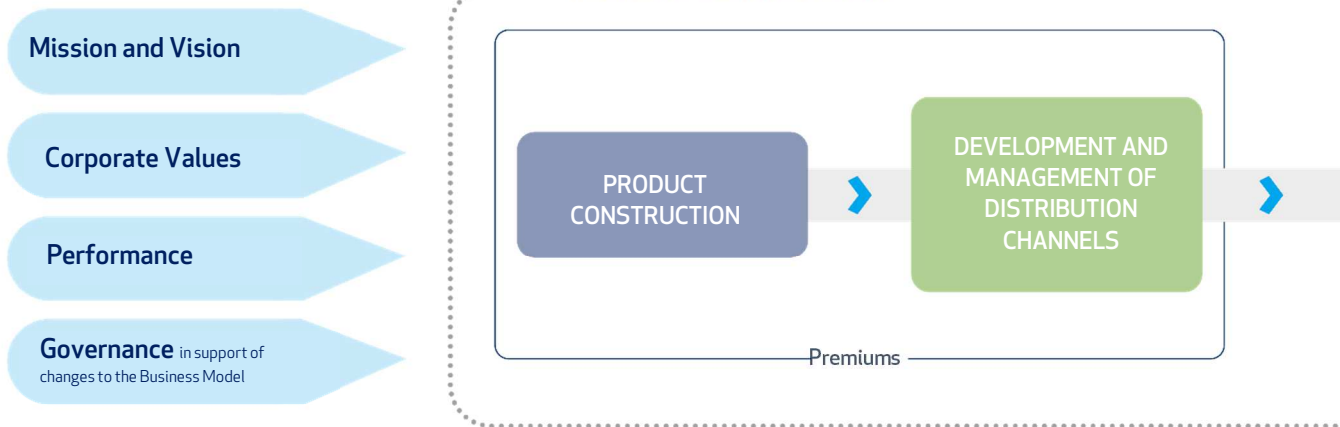 Mission and Vision
Corporate Values
Performance
Governance in support of
changes to the Business Model
PRODUCT
CONSTRUCTION
DEVELOPMENT AND
MANAGEMENT OF
DISTRIBUTION
CHANNELS
Premiums